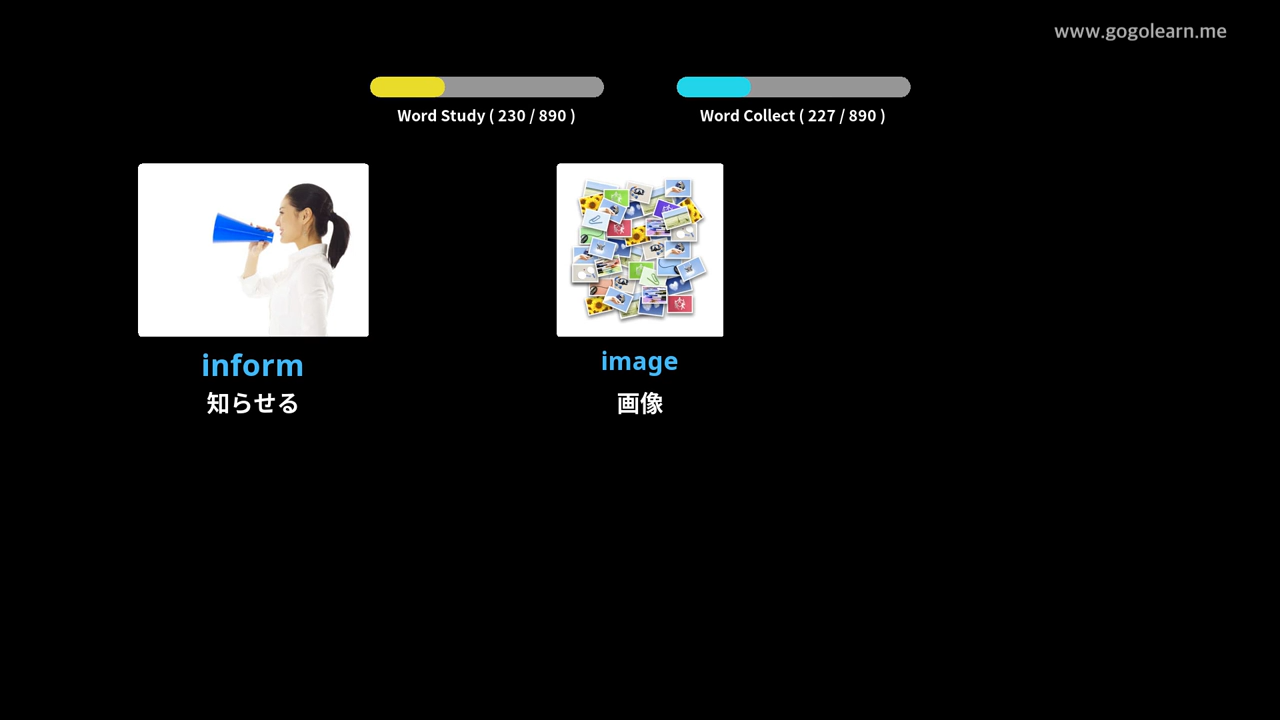 www.gogolearn.me
Word Study ( 230 / 890 )
Word Collect ( 227 / 890 )
inform
知らせる
image
画像